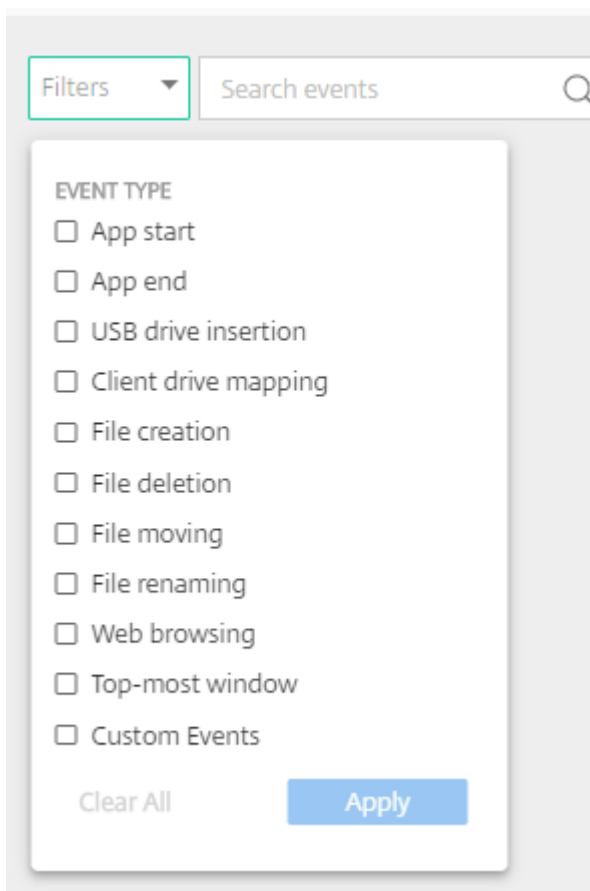 Filters
Search events
EVENT TYPE
App start
App end
USB drive insertion
Client drive mapping
File creation
File deletion
File moving
File renaming
Web browsing
Top-most window
Custom Events
Clear All
Apply